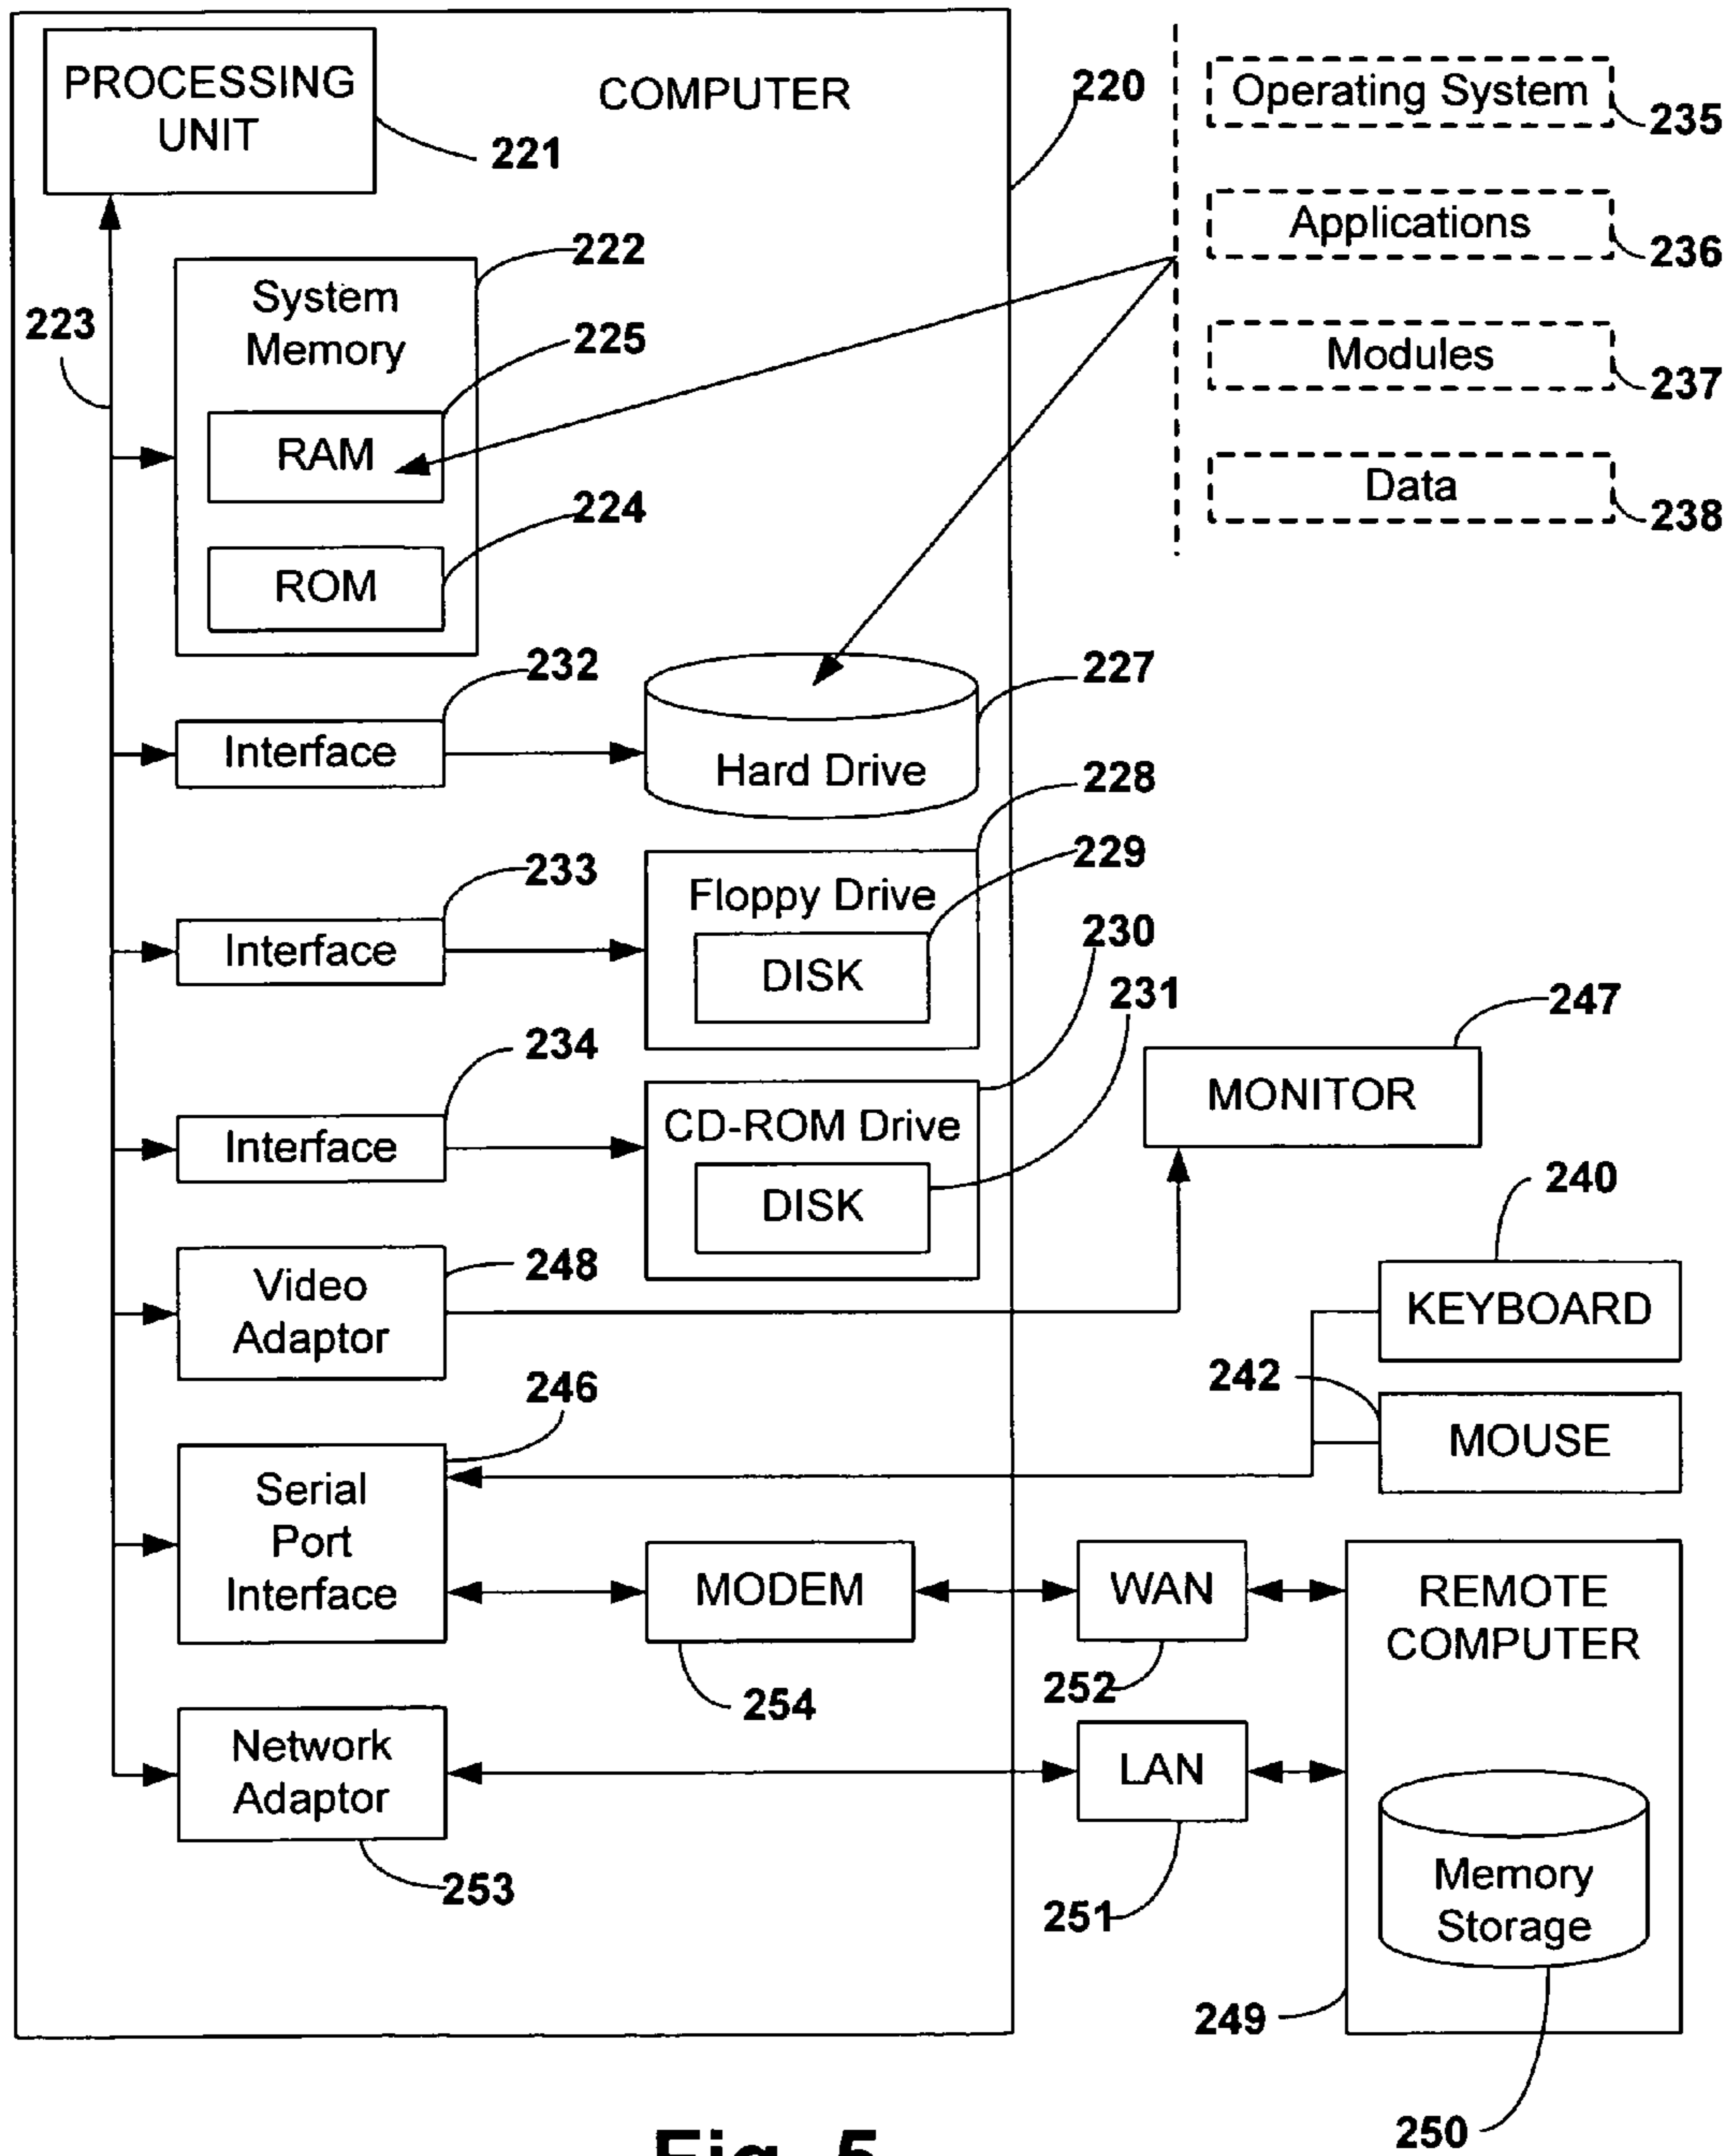 PROCESSING
UNIT
221
COMPUTER
220
Operating System
235
Applications
236
Modules
237
Data
238
223
System
Memory
222
225
RAM
224
ROM
232
Interface
Hard Drive
227
233
Interface
228
Floppy Drive
229
DISK
234
Interface
230
CD-ROM Drive
231
DISK
247
MONITOR
248
Video
Adaptor
240
KEYBOARD
242
MOUSE
246
Serial
Port
Interface
MODEM
254
WAN
252
REMOTE
COMPUTER
Network
Adaptor
253
LAN
251
Memory
Storage
249
250
Fig. 5